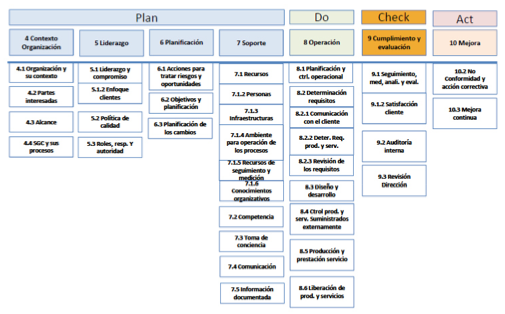 Plan
Do
Check
Act
4 Contexto
Organización
5 Liderazgo
6 Planificación
7 Soporte
8 Operación
9 Cumplimiento y
evaluación
10 Mejora
4.1 Organización y
su contexto
4.2 Partes
interesadas
4.3 Alcance
4.4 SGC y sus
procesos
5.1 Liderazgo y
compromiso
5.1.2 Enfoque
clientes
5.2 Política de
calidad
5.3 Roles, resp. Y
autoridad
6.1 Acciones para
tratar riesgos y
oportunidades
6.2 Objetivos y
planificación
6.3 Planificación de
los cambios
7.1 Recursos
7.1.2 Personas
7.1.3
Infraestructuras
7.1.4 Ambiente
para operación de
los procesos
7.1.5 Recursos de
seguimiento y
medición
7.1.6
Conocimientos
organizativos
7.2 Competencia
7.3 Toma de
conciencia
7.4 Comunicación
7.5 Información
documentada
8.1 Planificación y
ctrl. operacional
8.2 Determinación
requisitos
8.2.1 Comunicación
con el cliente
8.2.2 Deter. Req.
prod. y serv.
8.2.3 Revisión de
los requisitos
8.3 Diseño y
desarrollo
8.4 Ctrol prod. y
serv. Suministrados
externamente
8.5 Producción y
prestación servicio
8.6 Liberación de
prod. y servicios
9.1 Seguimiento,
med, anali. y eval.
9.1.2 Satisfacción
cliente
9.2 Auditoría
interna
9.3 Revisión
Dirección
10.2 No
Conformidad y
acción correctiva
10.3 Mejora
continua